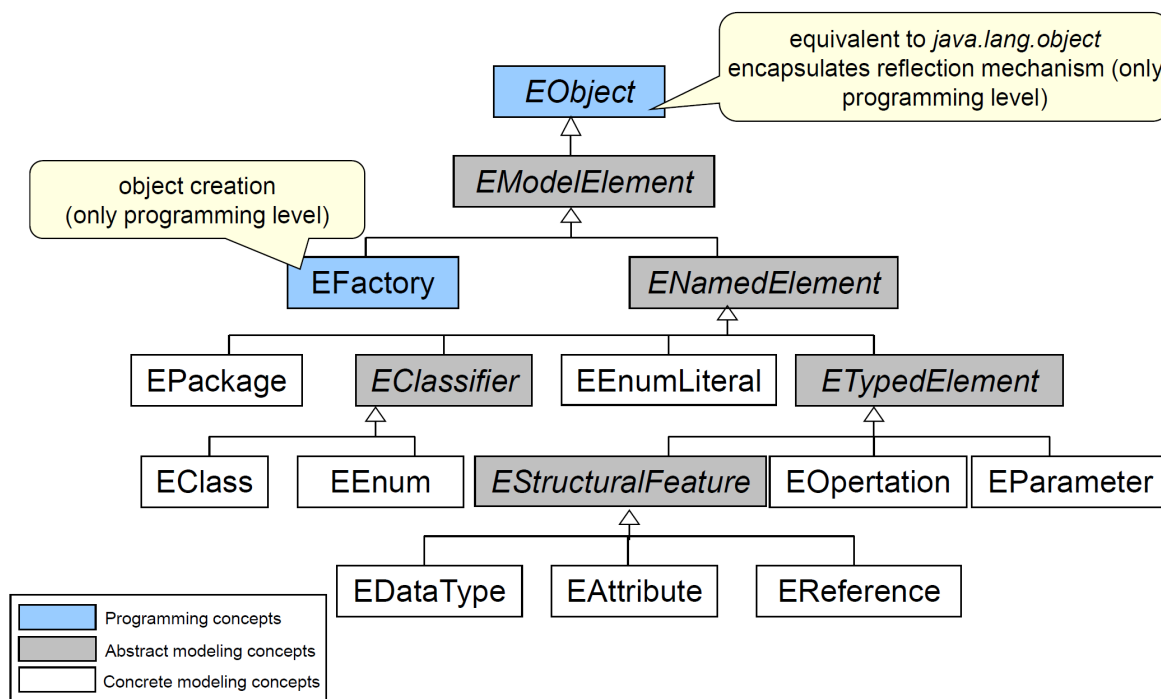 equivalent to java.lang.object
encapsulates reflection mechanism (only
programming level)
EObject
EModelElement
object creation
(only programming level)
EFactory
ENamedElement
EPackage
EClassifier
EEnumLiteral
ETypedElement
EClass
EEnum
EStructuralFeature
EOpertation
EParameter
EDataType
EAttribute
EReference
Programming concepts
Abstract modeling concepts
Concrete modeling concepts